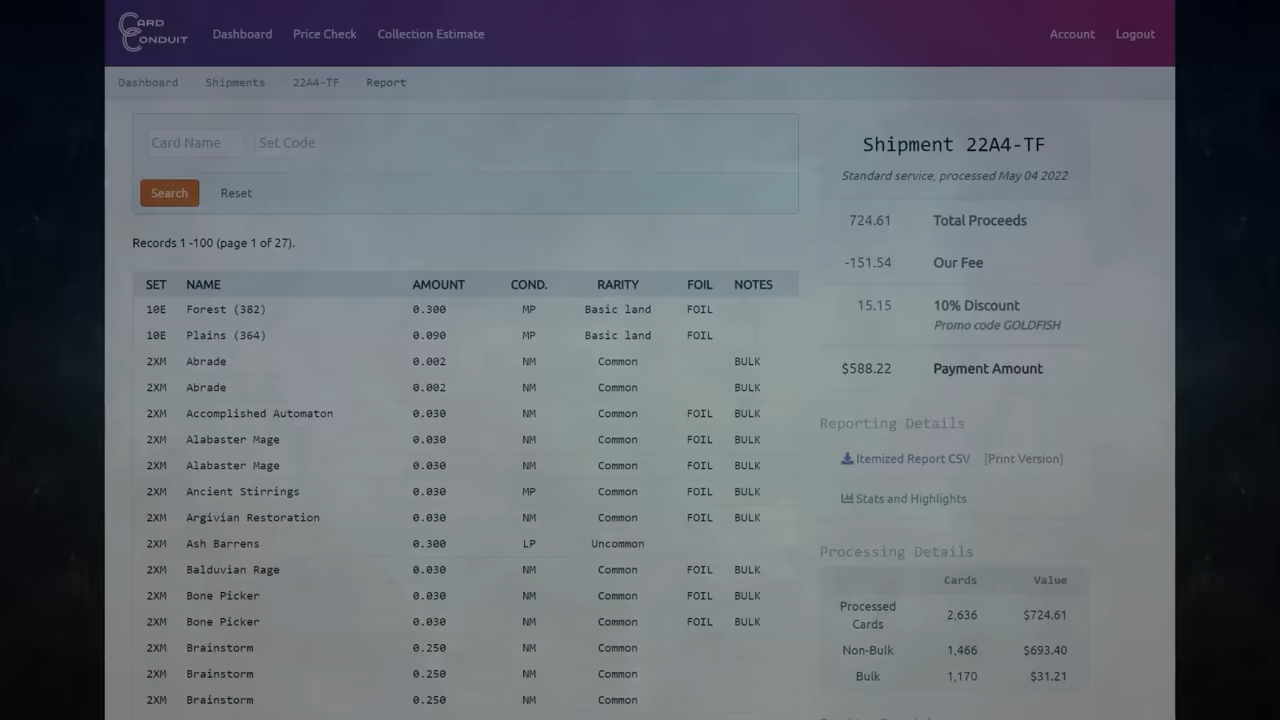 CARD CONDUIT Dashboard Price Check Collection Estimate Account Logout
Dashboard Shipments 22A4-TF Report
Card Name Set Code
Search Reset
Records 1 -100 (page 1 of 27).
SET NAME AMOUNT COND. RARITY FOIL NOTES
10E Forest (382) 0.300 MP Basic land FOIL
10E Plains (364) 0.090 MP Basic land FOIL
2XM Abrade 0.002 NM Common BULK
2XM Abrade 0.002 NM Common BULK
2XM Accomplished Automaton 0.030 NM Common FOIL BULK
2XM Alabaster Mage 0.030 NM Common FOIL BULK
2XM Alabaster Mage 0.030 NM Common FOIL BULK
2XM Ancient Stirrings 0.030 MP Common FOIL BULK
2XM Argivian Restoration 0.030 NM Common FOIL BULK
2XM Ash Barrens 0.300 LP Uncommon
2XM Balduvian Rage 0.030 NM Common FOIL BULK
2XM Bone Picker 0.030 NM Common FOIL BULK
2XM Bone Picker 0.030 NM Common FOIL BULK
2XM Brainstorm 0.250 NM Common
2XM Brainstorm 0.250 NM Common
2XM Brainstorm 0.250 NM Common
Shipment 22A4-TF
Standard service, processed May 04 2022
724.61 Total Proceeds
-151.54 Our Fee
15.15 10% Discount
Promo code GOLDFISH
$588.22 Payment Amount
Reporting Details
Itemized Report CSV [Print Version]
Stats and Highlights
Processing Details
Cards Value
Processed Cards 2,636 $724.61
Non-Bulk 1,466 $693.40
Bulk 1,170 $31.21